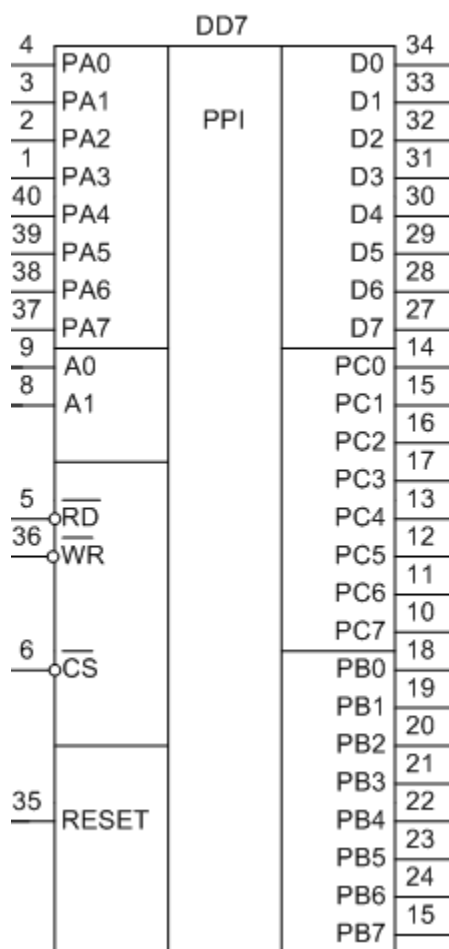 DD7
4 PA0 PPI D0 34
3 PA1 D1 33
2 PA2 D2 32
1 PA3 D3 31
40 PA4 D4 30
39 PA5 D5 29
38 PA6 D6 28
37 PA7 D7 27
9 A0 PC0 14
8 A1 PC1 15
PC2 16
PC3 17
5 RD PC4 13
36 WR PC5 12
PC6 11
PC7 10
6 CS PB0 18
PB1 19
PB2 20
PB3 21
35 RESET PB4 22
PB5 23
PB6 24
PB7 15